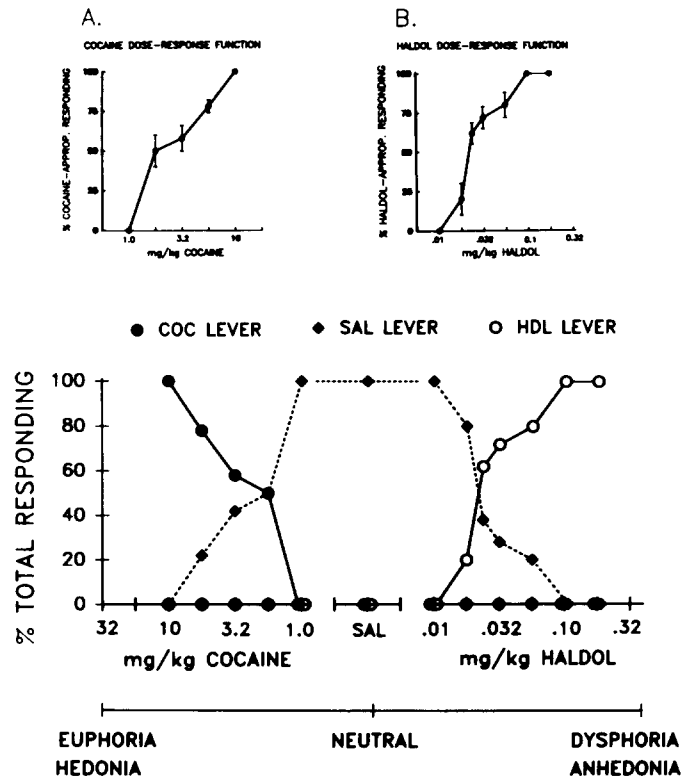 A.
COCAINE DOSE-RESPONSE FUNCTION
% COCAINE-APPROP. RESPONDING
100
75
50
25
0
1.0 3.2 10
mg/kg COCAINE
B.
HALDOL DOSE-RESPONSE FUNCTION
% HALDOL-APPROP. RESPONDING
100
75
50
25
0
.01 .032 0.1 0.32
mg/kg HALDOL
COC LEVER SAL LEVER HDL LEVER
% TOTAL RESPONDING
100
80
60
40
20
0
32 10 3.2 1.0 SAL .01 .032 .10 .32
mg/kg COCAINE mg/kg HALDOL
EUPHORIA NEUTRAL DYSPHORIA
HEDONIA ANHEDONIA